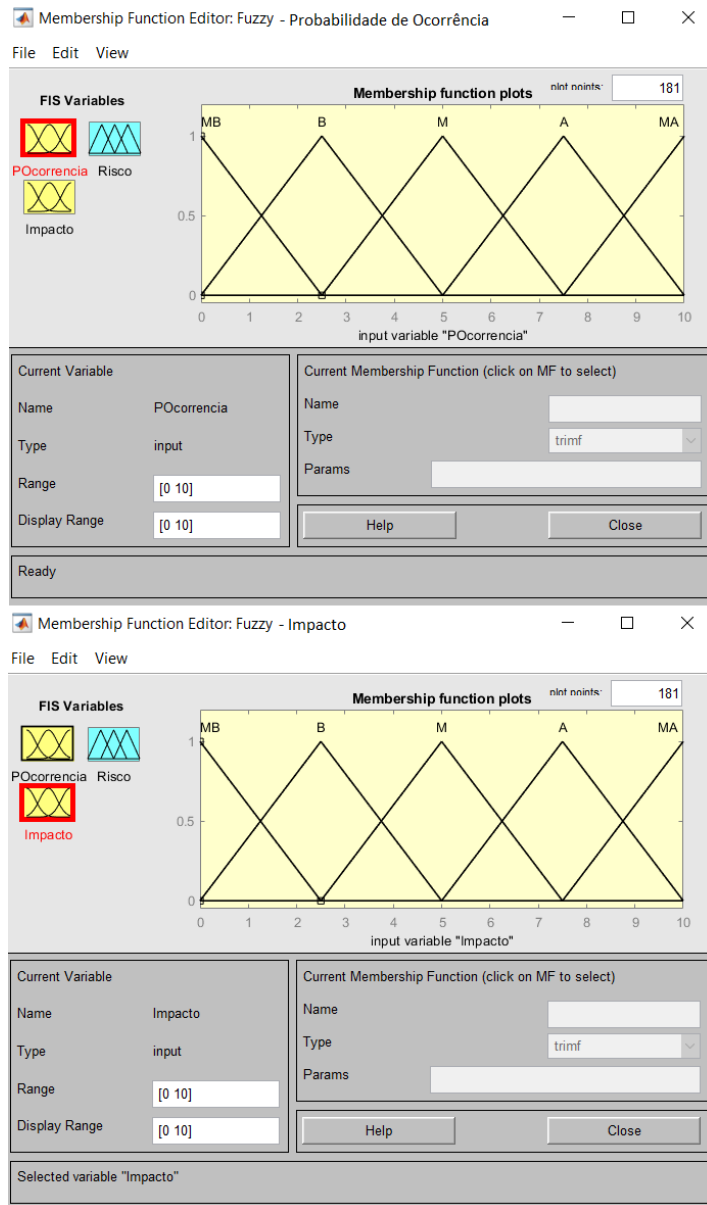 Membership Function Editor: Fuzzy - Probabilidade de Ocorrência
File Edit View
FIS Variables
POcorrencia Risco
Impacto
Membership function plots plot points: 181
MB B M A MA
1
0.5
0
0 1 2 3 4 5 6 7 8 9 10
input variable "POcorrencia"
Current Variable
Name POcorrencia
Type input
Range [0 10]
Display Range [0 10]
Current Membership Function (click on MF to select)
Name
Type trimf
Params
Help Close
Ready
Membership Function Editor: Fuzzy - Impacto
File Edit View
FIS Variables
POcorrencia Risco
Impacto
Membership function plots plot points: 181
MB B M A MA
1
0.5
0
0 1 2 3 4 5 6 7 8 9 10
input variable "Impacto"
Current Variable
Name Impacto
Type input
Range [0 10]
Display Range [0 10]
Current Membership Function (click on MF to select)
Name
Type trimf
Params
Help Close
Selected variable "Impacto"